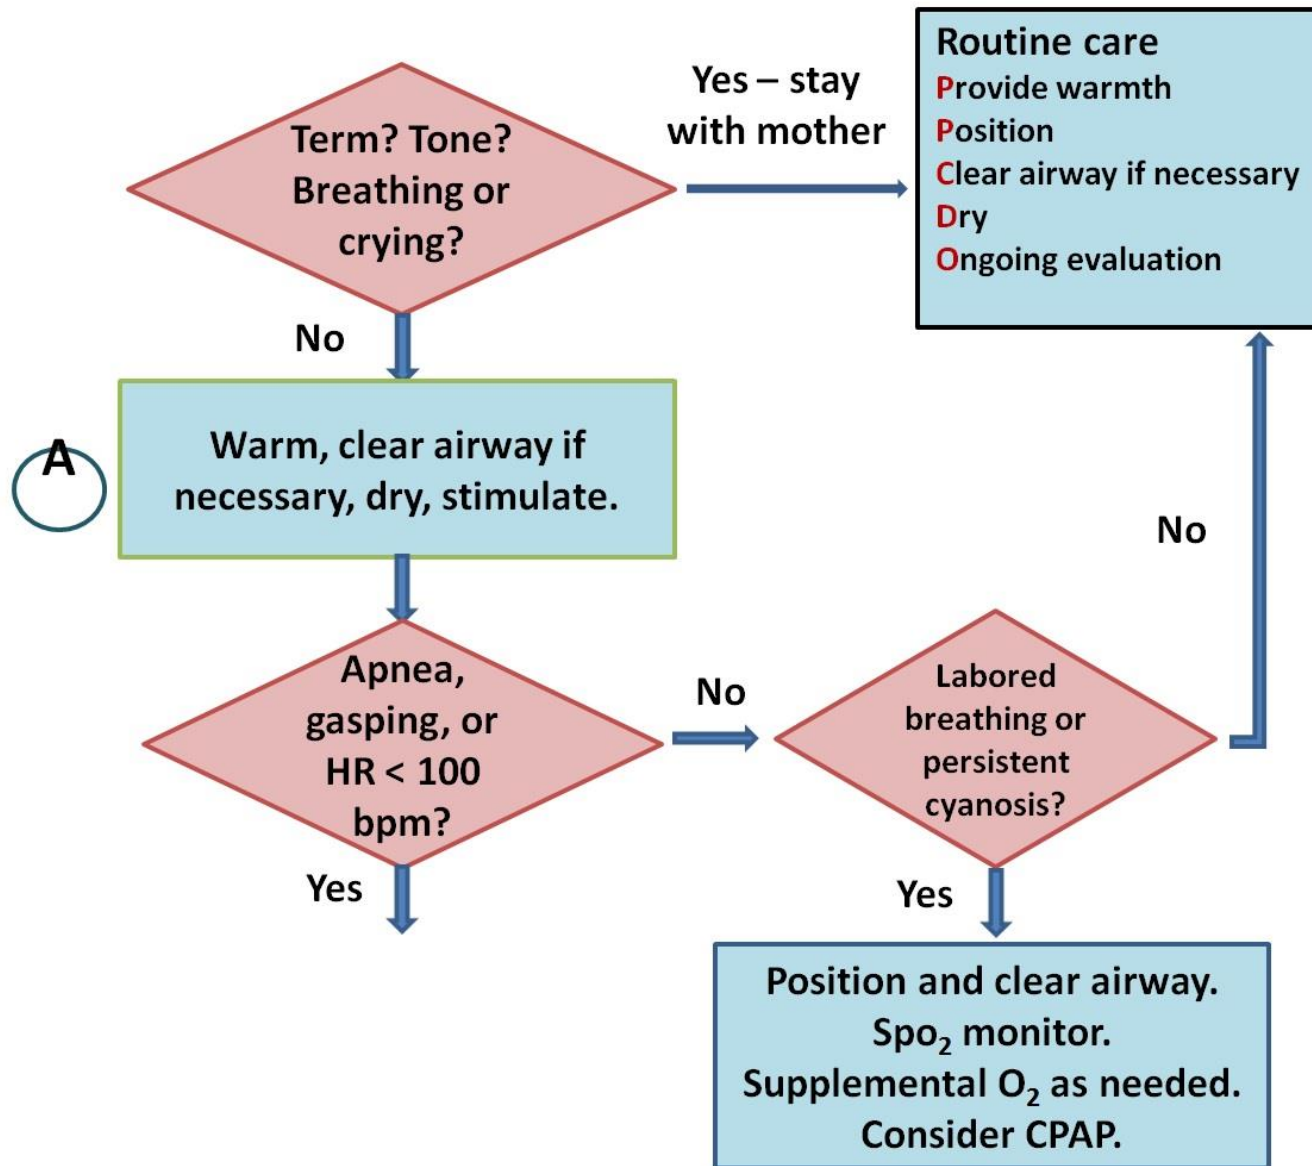 Term? Tone?
Breathing or
crying?
Yes – stay
with mother
Routine care
Provide warmth
Position
Clear airway if necessary
Dry
Ongoing evaluation
No
A
Warm, clear airway if
necessary, dry, stimulate.
No
Apnea,
gasping, or
HR < 100
bpm?
No
Labored
breathing or
persistent
cyanosis?
Yes
Yes
Position and clear airway.
Spo₂ monitor.
Supplemental O₂ as needed.
Consider CPAP.